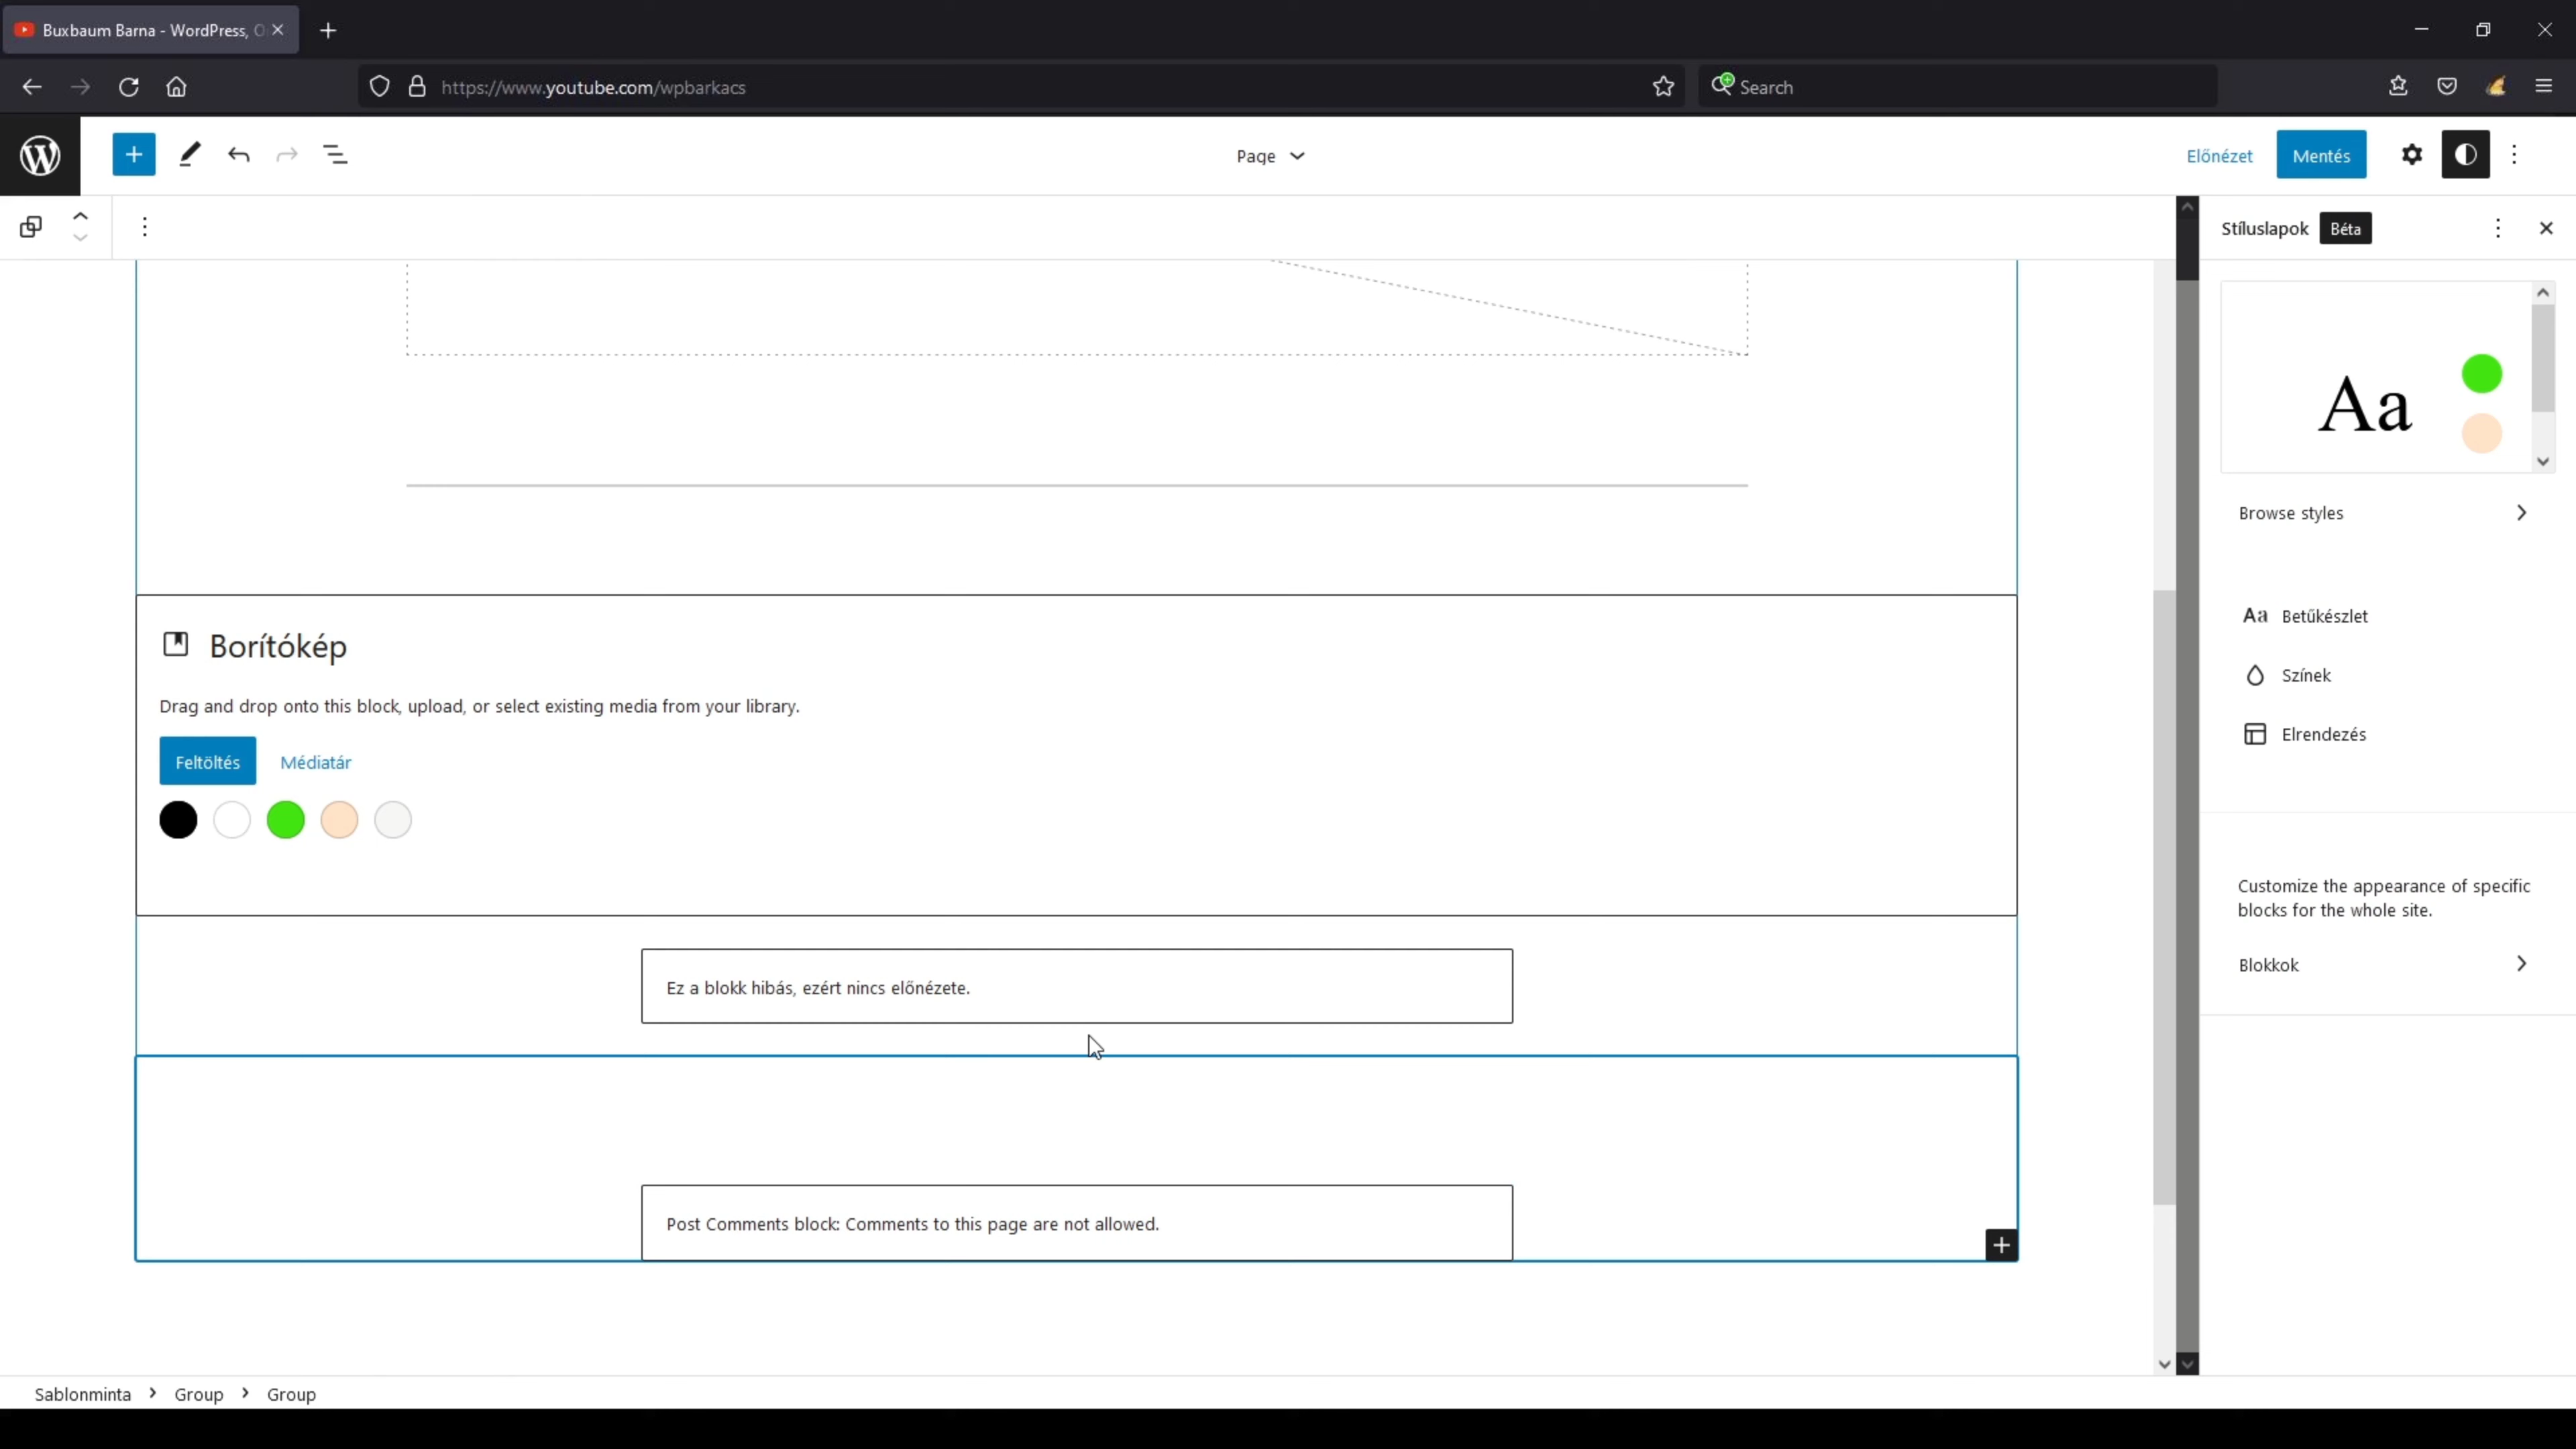 Buxbaum Barna - WordPress, O
https://www.youtube.com/wpbarkacs
Search
Page
Előnézet
Mentés
Stíluslapok
Béta
Aa
Browse styles
Aa Betűkészlet
Színek
Elrendezés
Customize the appearance of specific
blocks for the whole site.
Blokkok
Borítókép
Drag and drop onto this block, upload, or select existing media from your library.
Feltöltés
Médiatár
Ez a blokk hibás, ezért nincs előnézete.
Post Comments block: Comments to this page are not allowed.
Sablonminta > Group > Group